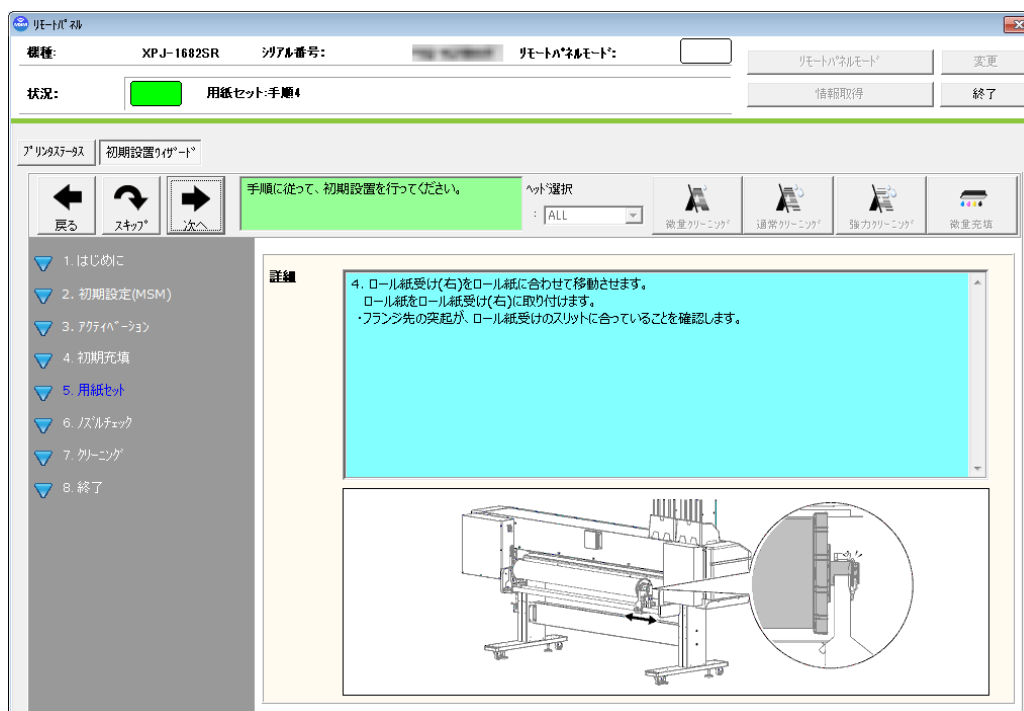 リモートパネル
機種: XPJ-1682SR シリアル番号: リモートパネルモード:
リモートパネルモード 変更
状況: 用紙セット:手順4
情報取得 終了
プリンタステータス 初期設置ウィザード
手順に従って、初期設置を行ってください。
ヘッド選択
: ALL
戻る スキップ 次へ 微量クリーニング 通常クリーニング 強力クリーニング 微量充填
1. はじめに
2. 初期設定(MSM)
3. アクティベーション
4. 初期充填
5. 用紙セット
6. ノズルチェック
7. クリーニング
8. 終了
詳細
4. ロール紙受け(右)をロール紙に合わせて移動させます。
ロール紙をロール紙受け(右)に取り付けます。
・フランジ先の突起が、ロール紙受けのスリットに合っていることを確認します。